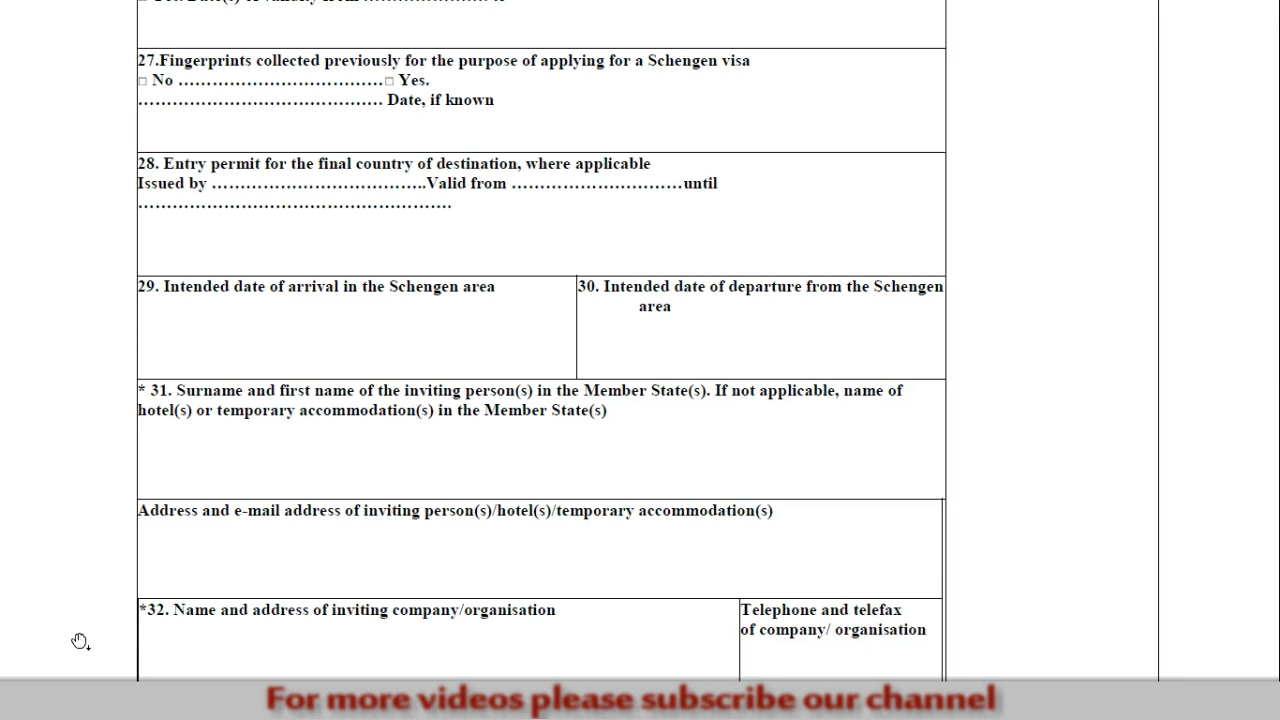 27.Fingerprints collected previously for the purpose of applying for a Schengen visa
□ No ………………………………□ Yes.
……………………………………. Date, if known
28. Entry permit for the final country of destination, where applicable
Issued by ………………………………..Valid from …………………………until
……………………………………………….
29. Intended date of arrival in the Schengen area
30. Intended date of departure from the Schengen
area
* 31. Surname and first name of the inviting person(s) in the Member State(s). If not applicable, name of
hotel(s) or temporary accommodation(s) in the Member State(s)
Address and e-mail address of inviting person(s)/hotel(s)/temporary accommodation(s)
*32. Name and address of inviting company/organisation
Telephone and telefax
of company/ organisation
For more videos please subscribe our channel